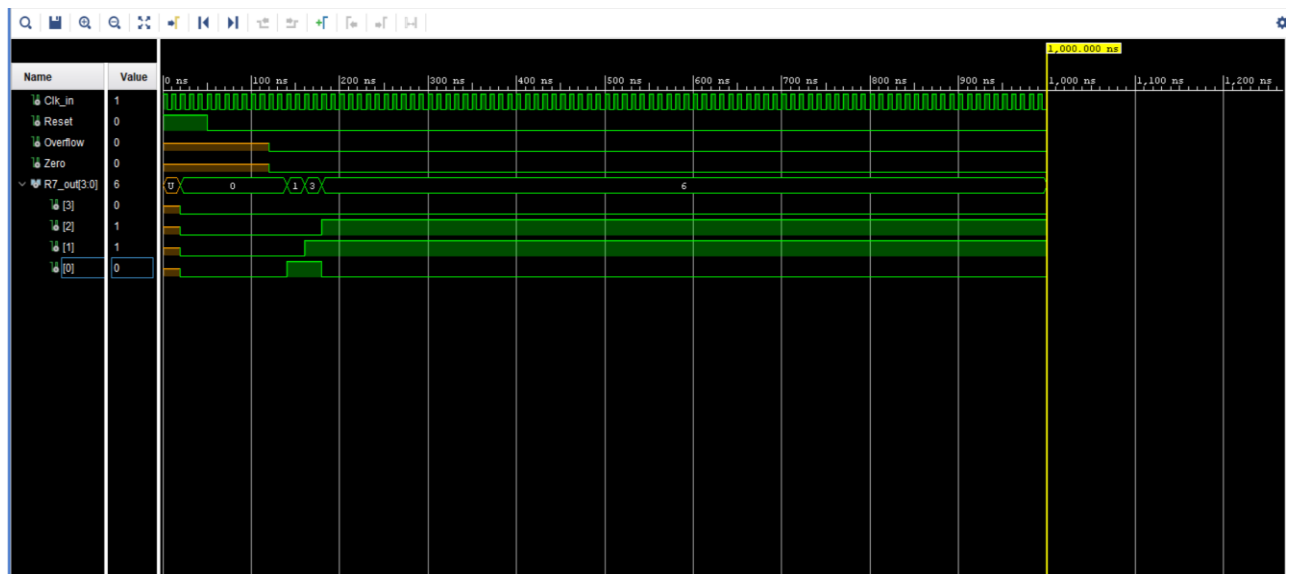 1,000.000 ns
Name Value 0 ns 100 ns 200 ns 300 ns 400 ns 500 ns 600 ns 700 ns 800 ns 900 ns 1,000 ns 1,100 ns 1,200 ns
Clk_in 1
Reset 0
Overflow 0
Zero 0
R7_out[3:0] 6 U 0 1 3 6
[3] 0
[2] 1
[1] 1
[0] 0